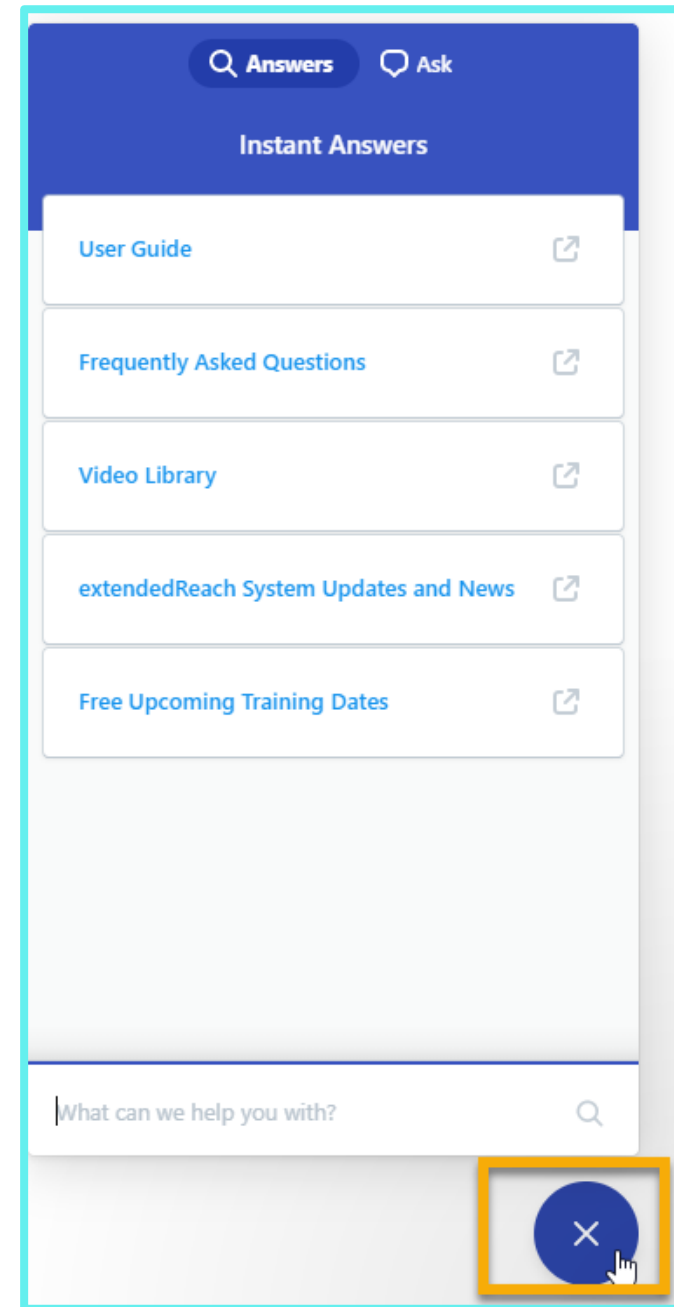 Answers Ask
Instant Answers
User Guide
Frequently Asked Questions
Video Library
extendedReach System Updates and News
Free Upcoming Training Dates
What can we help you with?